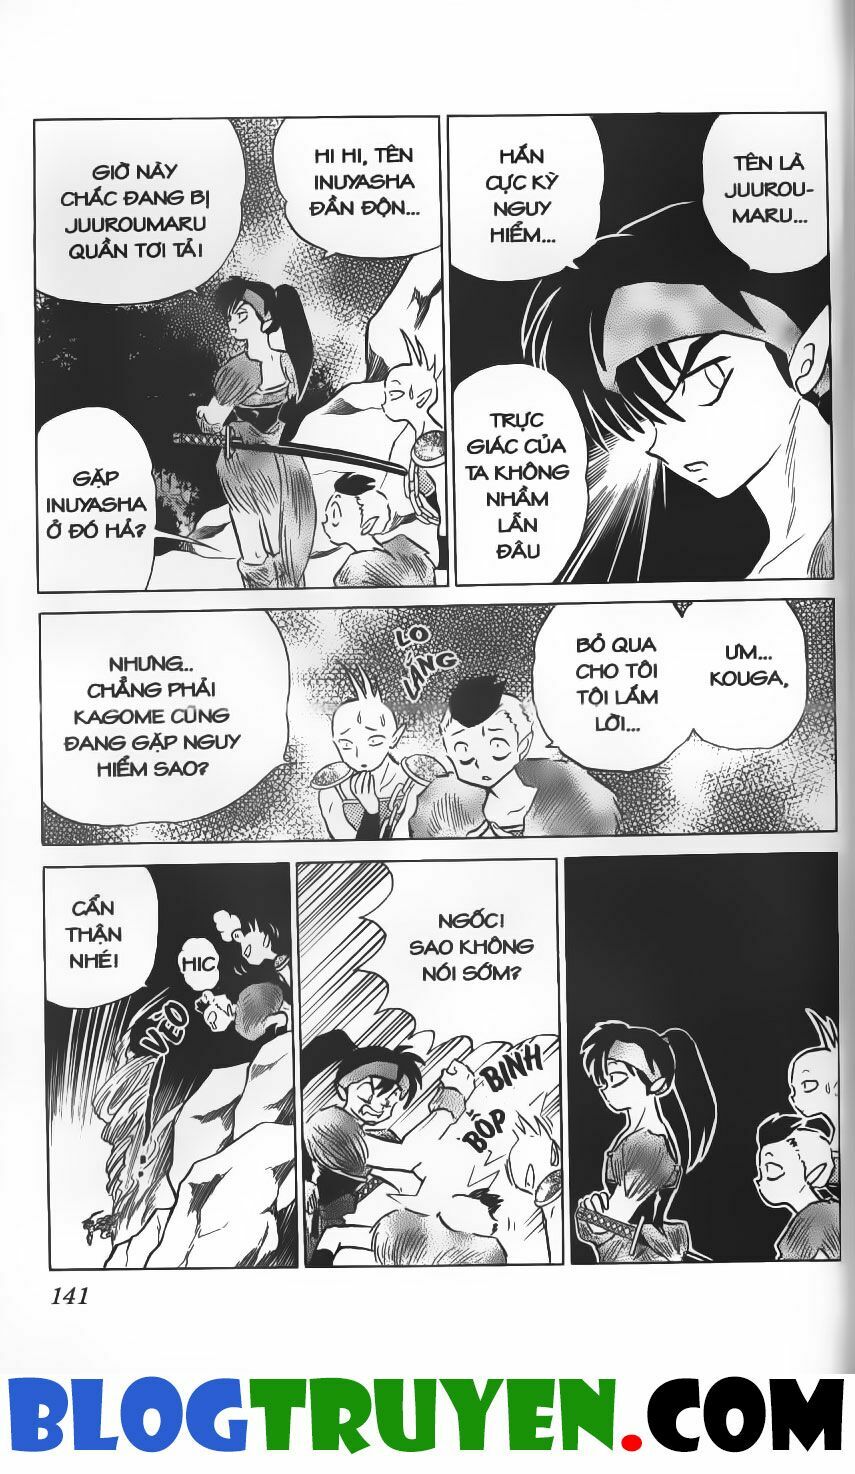 TÊN LÀ
JUUROU-
MARU...
HẮN
CỰC KỲ
NGUY
HIỂM...
TRỰC
GIÁC CỦA
TA KHÔNG
NHẦM
LẪN
ĐÂU
HI HI, TÊN
INUYASHA
ĐẦN ĐỘN...
GIỜ NÀY
CHẮC ĐANG BỊ
JUUROUMARU
QUẦN TƠI TẢ!
GẶP
INUYASHA
Ở ĐÓ HẢ?
ƯM...
KOUGA,
BỎ QUA
CHO TÔI
TỘI LẮM
LỜI...
LO
LẮNG
NHƯNG...
CHẲNG PHẢI
KAGOME CŨNG
ĐANG GẶP NGUY
HIỂM SAO?
NGỐC!
SAO KHÔNG
NÓI SỚM?
BINH
BỐP
CẨN
THẬN
NHÉ!
HIC
VÈO
141
BLOGTRUYEN.COM